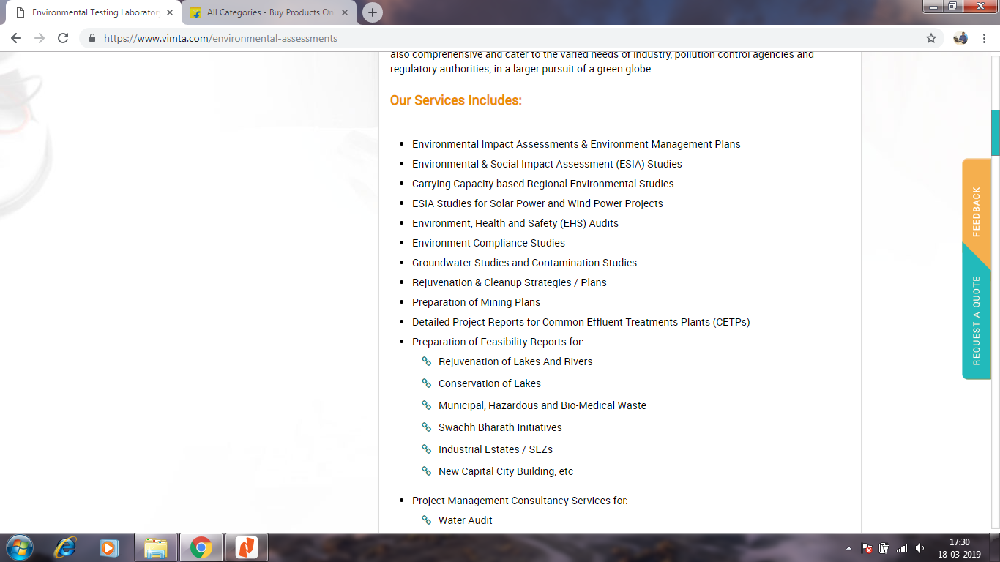 Environmental Testing Laborator
All Categories - Buy Products On
https://www.vimta.com/environmental-assessments
also comprehensive and cater to the varied needs of industry, pollution control agencies and
regulatory authorities, in a larger pursuit of a green globe.
Our Services Includes:
Environmental Impact Assessments & Environment Management Plans
Environmental & Social Impact Assessment (ESIA) Studies
Carrying Capacity based Regional Environmental Studies
ESIA Studies for Solar Power and Wind Power Projects
Environment, Health and Safety (EHS) Audits
Environment Compliance Studies
Groundwater Studies and Contamination Studies
Rejuvenation & Cleanup Strategies / Plans
Preparation of Mining Plans
Detailed Project Reports for Common Effluent Treatments Plants (CETPs)
Preparation of Feasibility Reports for:
Rejuvenation of Lakes And Rivers
Conservation of Lakes
Municipal, Hazardous and Bio-Medical Waste
Swachh Bharath Initiatives
Industrial Estates / SEZs
New Capital City Building, etc
Project Management Consultancy Services for:
Water Audit
FEEDBACK
REQUEST A QUOTE
17:30
18-03-2019